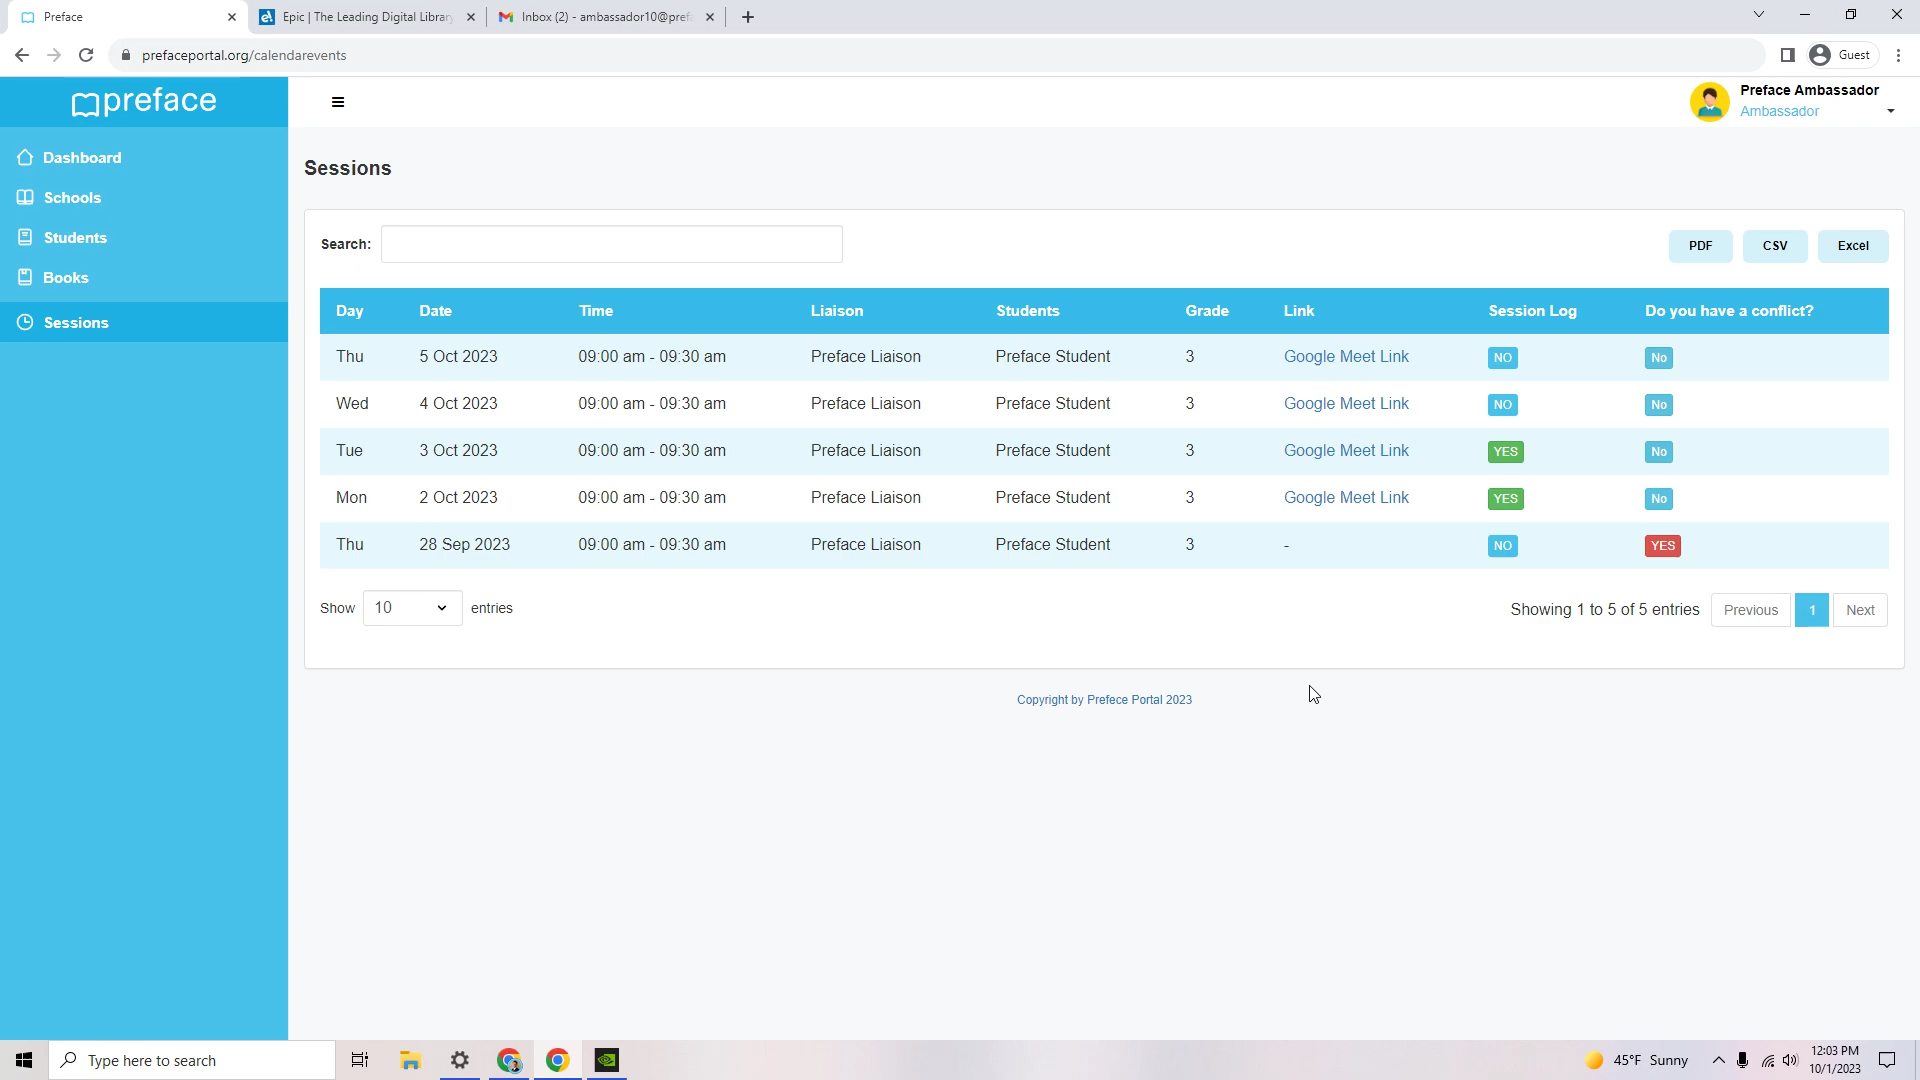 Preface
Epic | The Leading Digital Library
Inbox (2) - ambassador10@pref
prefaceportal.org/calendarevents
Guest
preface
Preface Ambassador
Ambassador
Dashboard
Schools
Students
Books
Sessions
Sessions
Search:
PDF CSV Excel
Day Date Time Liaison Students Grade Link Session Log Do you have a conflict?
Thu 5 Oct 2023 09:00 am - 09:30 am Preface Liaison Preface Student 3 Google Meet Link NO No
Wed 4 Oct 2023 09:00 am - 09:30 am Preface Liaison Preface Student 3 Google Meet Link NO No
Tue 3 Oct 2023 09:00 am - 09:30 am Preface Liaison Preface Student 3 Google Meet Link YES No
Mon 2 Oct 2023 09:00 am - 09:30 am Preface Liaison Preface Student 3 Google Meet Link YES No
Thu 28 Sep 2023 09:00 am - 09:30 am Preface Liaison Preface Student 3 - NO YES
Show 10 entries
Showing 1 to 5 of 5 entries Previous 1 Next
Copyright by Prefece Portal 2023
Type here to search
45°F Sunny
12:03 PM
10/1/2023